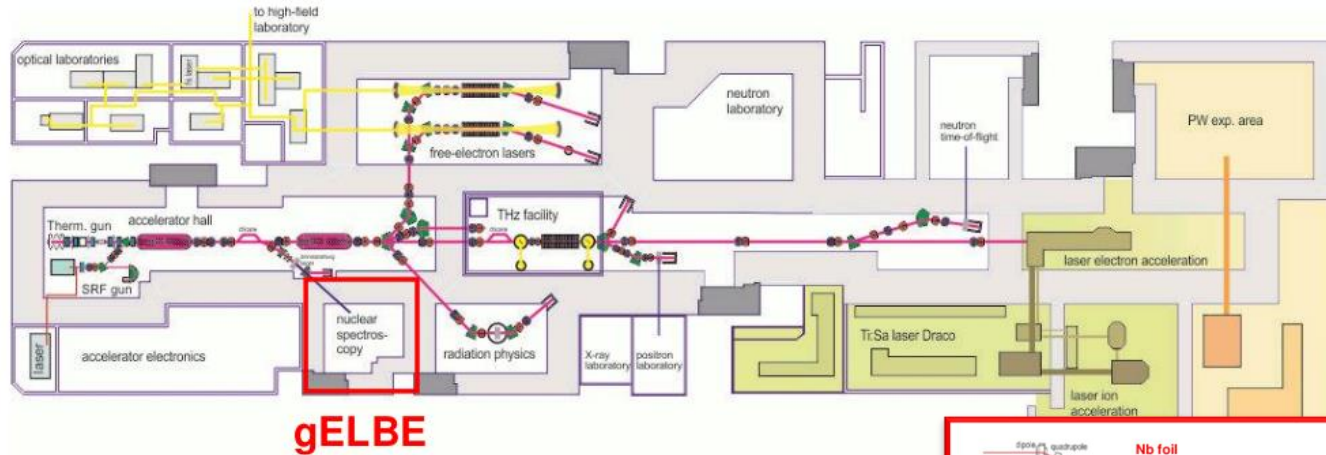 to high-field
laboratory
optical laboratories
fs laser
neutron
laboratory
neutron
time-of-flight
PW exp. area
free-electron lasers
accelerator hall
Therm. gun
THz facility
laser electron acceleration
SRF gun
nuclear
spectros-
copy
accelerator electronics
laser
radiation physics
X-ray
laboratory
positron
laboratory
Ti:Sa laser Draco
laser ion
acceleration
gELBE
dipole
quadrupole
Nb foil